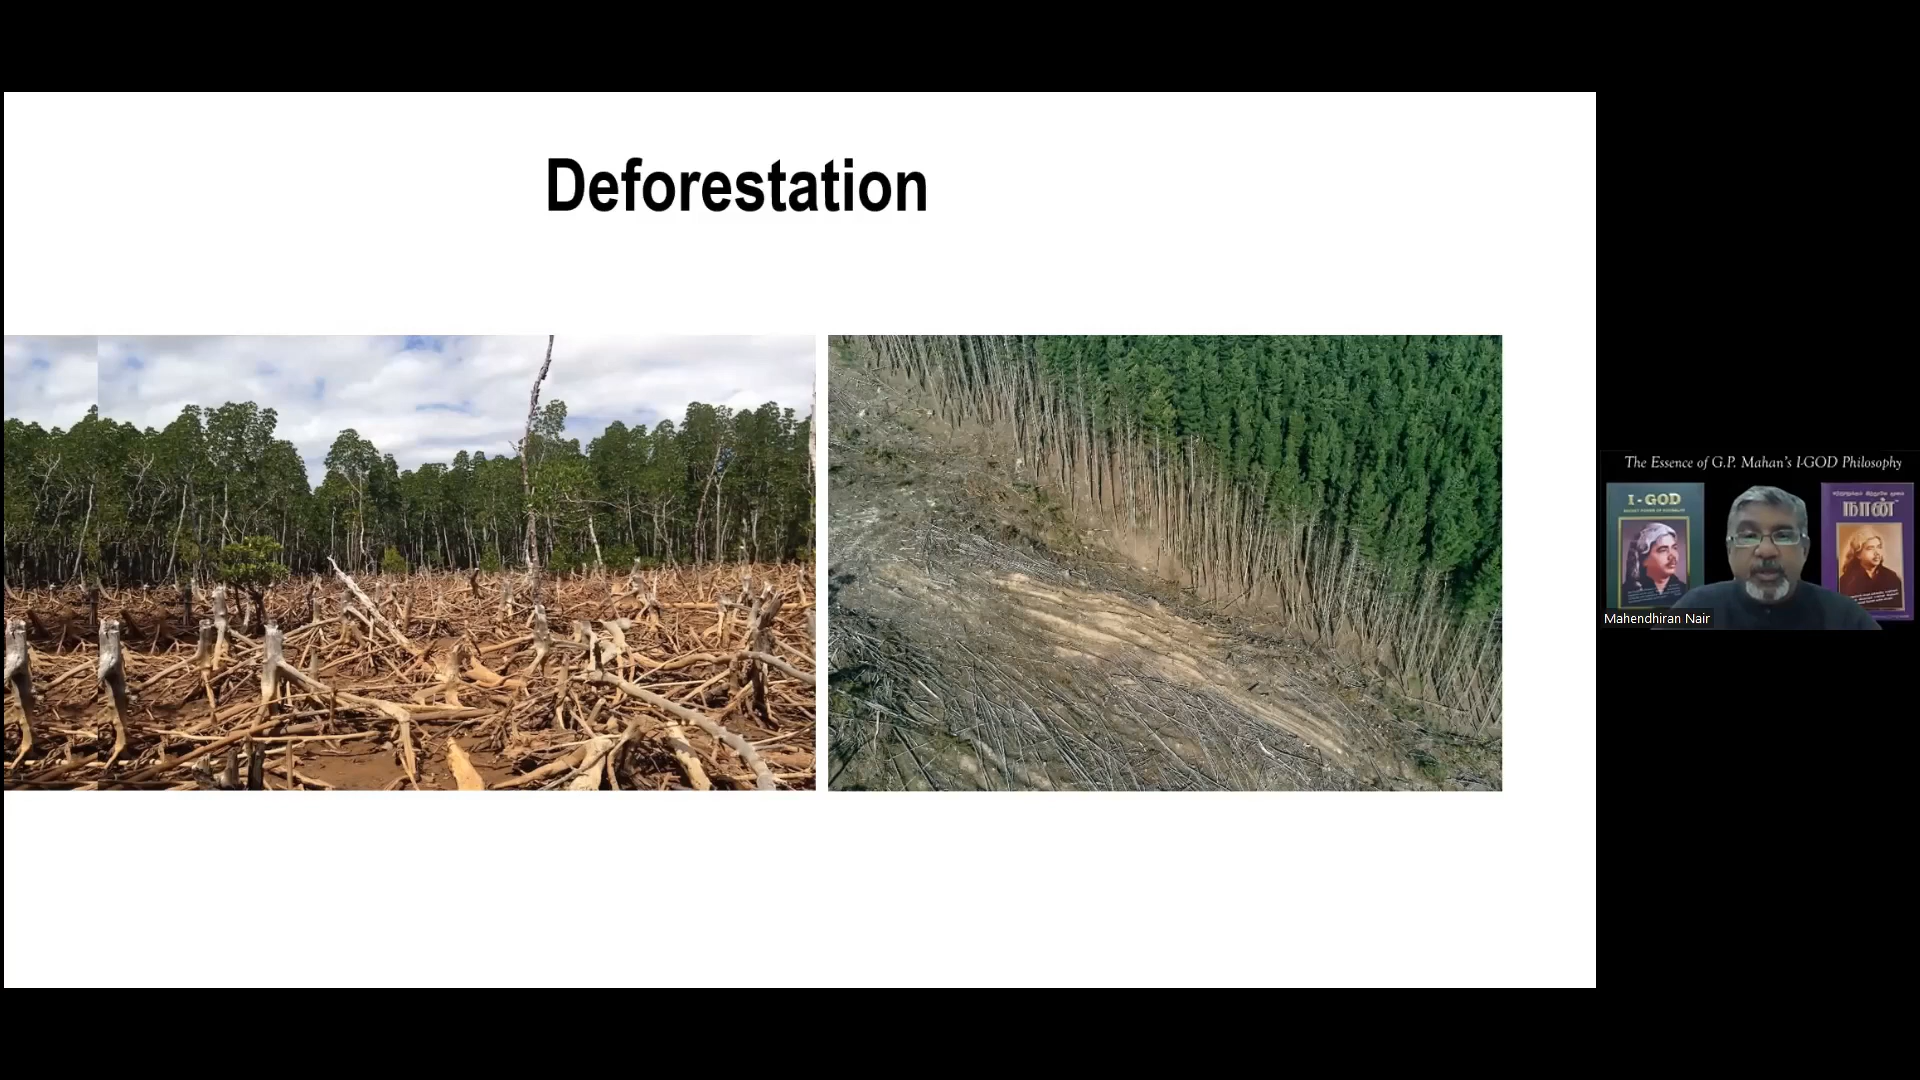 Deforestation
The Essence of G.P. Mahan's I-GOD Philosophy
I - GOD
நான்
Mahendhiran Nair